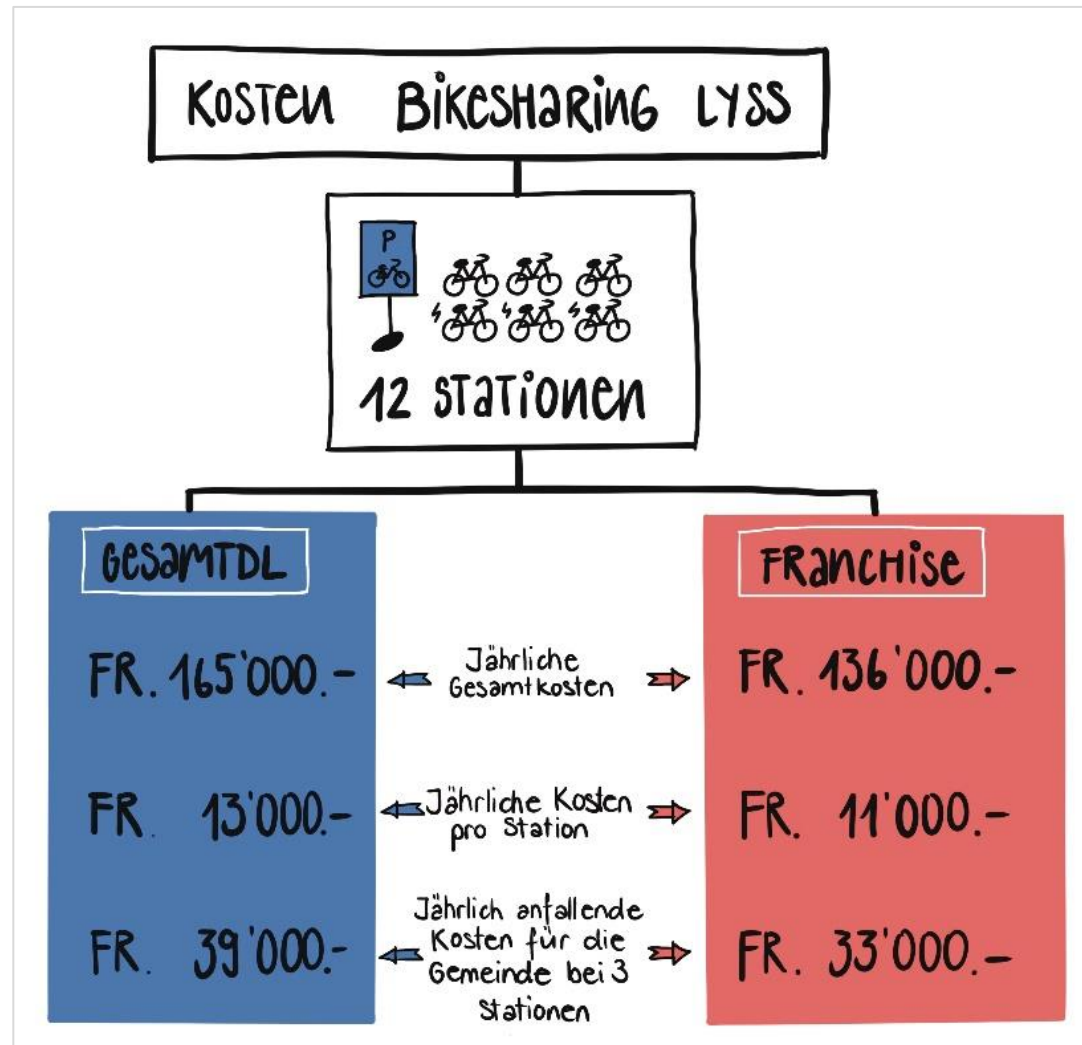 KOSTEN BIKESHARING LYSS
P
12 STATIONEN
GESAMTDL
FRANCHISE
FR. 165'000.-
Jährliche
Gesamtkosten
FR. 136'000.-
FR. 13'000.-
Jährliche Kosten
pro Station
FR. 11'000.-
FR. 39'000.-
Jährlich anfallende
Kosten für die
Gemeinde bei 3
Stationen
FR. 33'000.-